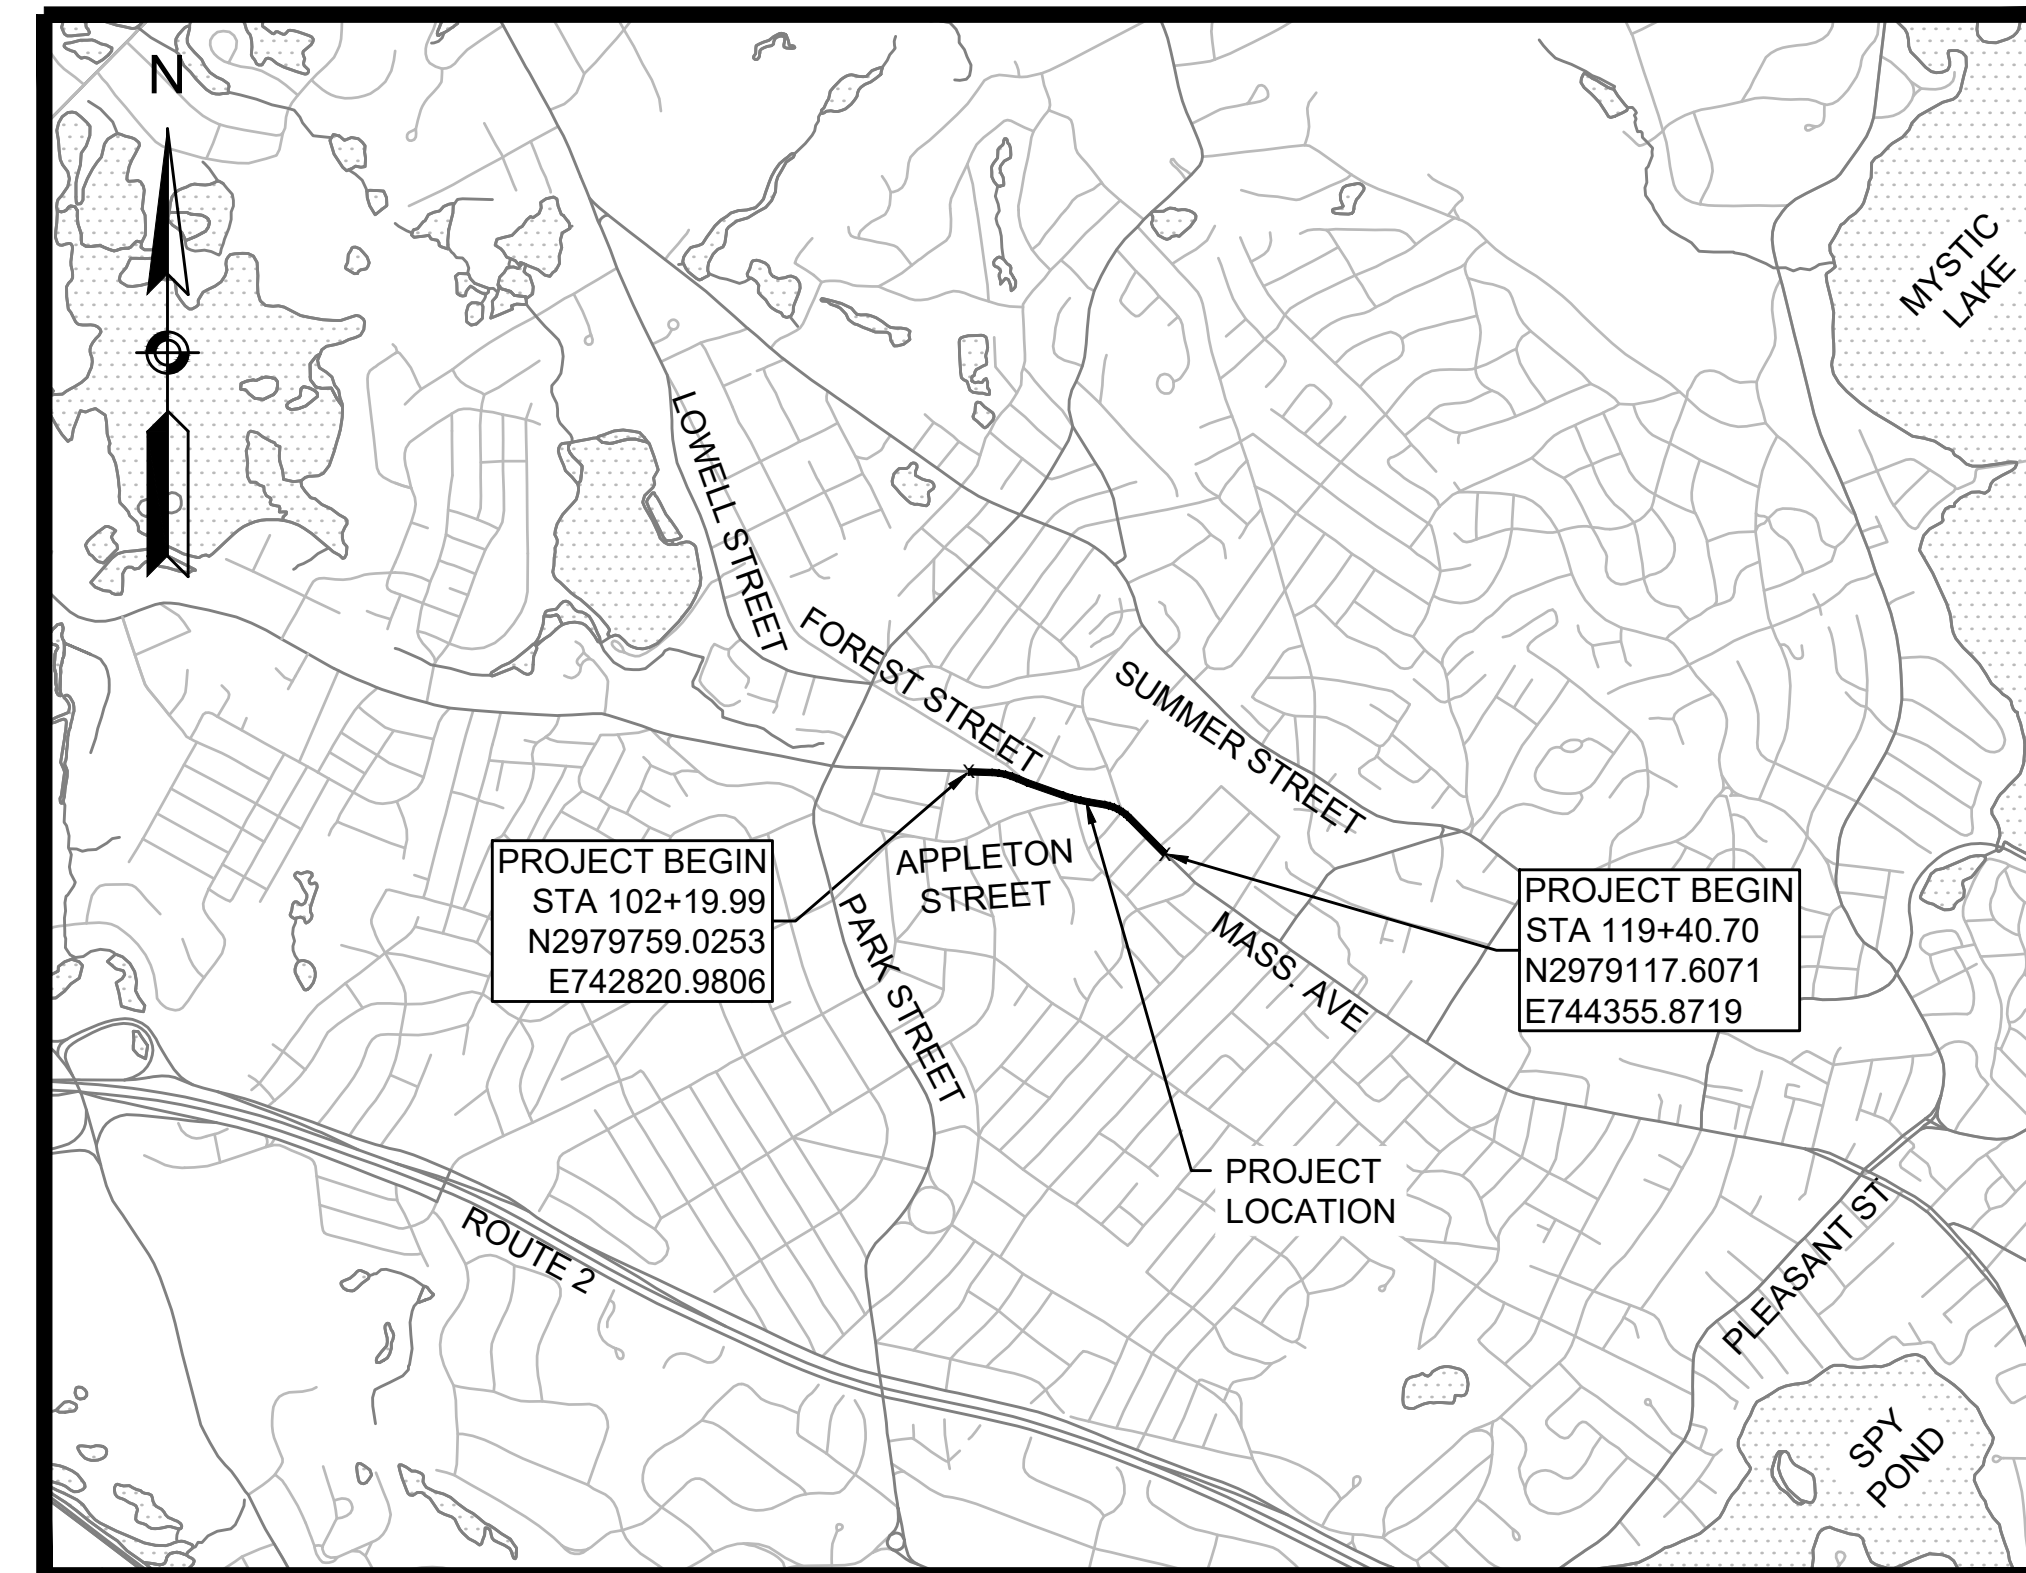 N
MYSTIC
LAKE
LOWELL STREET
FOREST STREET
SUMMER STREET
PROJECT BEGIN
STA 102+19.99
N2979759.0253
E742820.9806
APPLETON
STREET
PARK STREET
MASS. AVE
PROJECT BEGIN
STA 119+40.70
N2979117.6071
E744355.8719
PROJECT
LOCATION
ROUTE 2
PLEASANT ST
SPY
POND